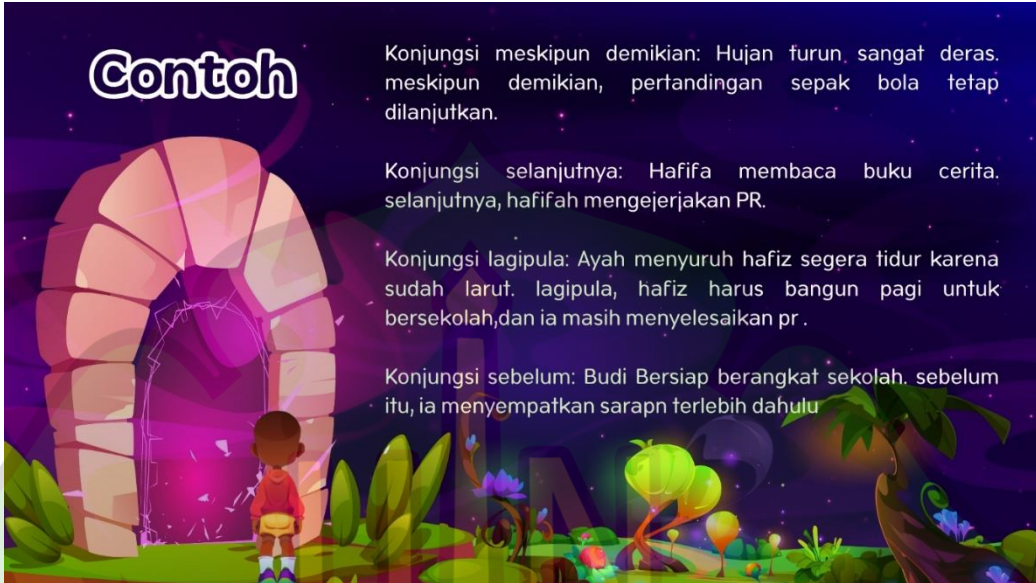 Contoh
Konjungsi meskipun demikian: Hujan turun sangat deras.
meskipun demikian, pertandingan sepak bola tetap
dilanjutkan.
Konjungsi selanjutnya: Hafifa membaca buku cerita.
selanjutnya, hafifah mengejerjakan PR.
Konjungsi lagipula: Ayah menyuruh hafiz segera tidur karena
sudah larut. lagipula, hafiz harus bangun pagi untuk
bersekolah,dan ia masih menyelesaikan pr .
Konjungsi sebelum: Budi Bersiap berangkat sekolah. sebelum
itu, ia menyempatkan sarapn terlebih dahulu